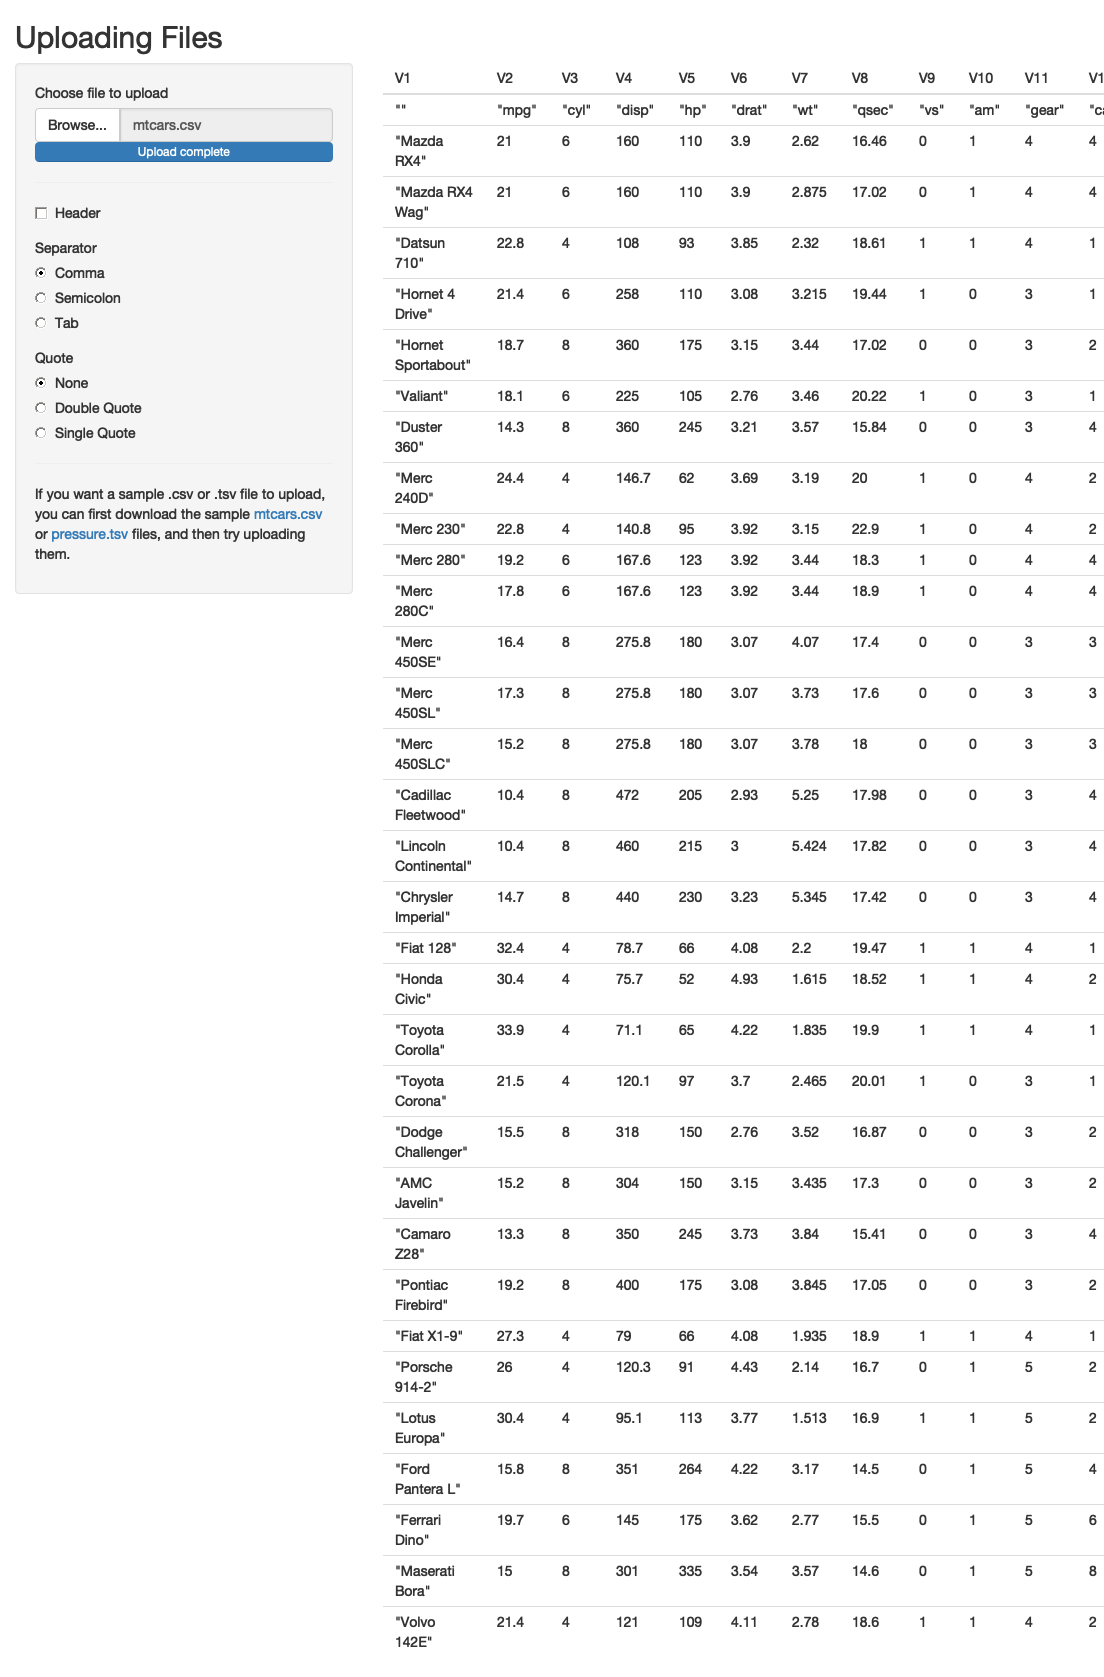 Uploading Files
Choose file to upload
Browse... mtcars.csv
Upload complete
Header
Separator
Comma
Semicolon
Tab
Quote
None
Double Quote
Single Quote
If you want a sample .csv or .tsv file to upload,
you can first download the sample mtcars.csv
or pressure.tsv files, and then try uploading
them.
V1 V2 V3 V4 V5 V6 V7 V8 V9 V10 V11 V1
"" "mpg" "cyl" "disp" "hp" "drat" "wt" "qsec" "vs" "am" "gear" "ca
"Mazda 21 6 160 110 3.9 2.62 16.46 0 1 4 4
RX4"
"Mazda RX4 21 6 160 110 3.9 2.875 17.02 0 1 4 4
Wag"
"Datsun 22.8 4 108 93 3.85 2.32 18.61 1 1 4 1
710"
"Hornet 4 21.4 6 258 110 3.08 3.215 19.44 1 0 3 1
Drive"
"Hornet 18.7 8 360 175 3.15 3.44 17.02 0 0 3 2
Sportabout"
"Valiant" 18.1 6 225 105 2.76 3.46 20.22 1 0 3 1
"Duster 14.3 8 360 245 3.21 3.57 15.84 0 0 3 4
360"
"Merc 24.4 4 146.7 62 3.69 3.19 20 1 0 4 2
240D"
"Merc 230" 22.8 4 140.8 95 3.92 3.15 22.9 1 0 4 2
"Merc 280" 19.2 6 167.6 123 3.92 3.44 18.3 1 0 4 4
"Merc 17.8 6 167.6 123 3.92 3.44 18.9 1 0 4 4
280C"
"Merc 16.4 8 275.8 180 3.07 4.07 17.4 0 0 3 3
450SE"
"Merc 17.3 8 275.8 180 3.07 3.73 17.6 0 0 3 3
450SL"
"Merc 15.2 8 275.8 180 3.07 3.78 18 0 0 3 3
450SLC"
"Cadillac 10.4 8 472 205 2.93 5.25 17.98 0 0 3 4
Fleetwood"
"Lincoln 10.4 8 460 215 3 5.424 17.82 0 0 3 4
Continental"
"Chrysler 14.7 8 440 230 3.23 5.345 17.42 0 0 3 4
Imperial"
"Fiat 128" 32.4 4 78.7 66 4.08 2.2 19.47 1 1 4 1
"Honda 30.4 4 75.7 52 4.93 1.615 18.52 1 1 4 2
Civic"
"Toyota 33.9 4 71.1 65 4.22 1.835 19.9 1 1 4 1
Corolla"
"Toyota 21.5 4 120.1 97 3.7 2.465 20.01 1 0 3 1
Corona"
"Dodge 15.5 8 318 150 2.76 3.52 16.87 0 0 3 2
Challenger"
"AMC 15.2 8 304 150 3.15 3.435 17.3 0 0 3 2
Javelin"
"Camaro 13.3 8 350 245 3.73 3.84 15.41 0 0 3 4
Z28"
"Pontiac 19.2 8 400 175 3.08 3.845 17.05 0 0 3 2
Firebird"
"Fiat X1-9" 27.3 4 79 66 4.08 1.935 18.9 1 1 4 1
"Porsche 26 4 120.3 91 4.43 2.14 16.7 0 1 5 2
914-2"
"Lotus 30.4 4 95.1 113 3.77 1.513 16.9 1 1 5 2
Europa"
"Ford 15.8 8 351 264 4.22 3.17 14.5 0 1 5 4
Pantera L"
"Ferrari 19.7 6 145 175 3.62 2.77 15.5 0 1 5 6
Dino"
"Maserati 15 8 301 335 3.54 3.57 14.6 0 1 5 8
Bora"
"Volvo 21.4 4 121 109 4.11 2.78 18.6 1 1 4 2
142E"